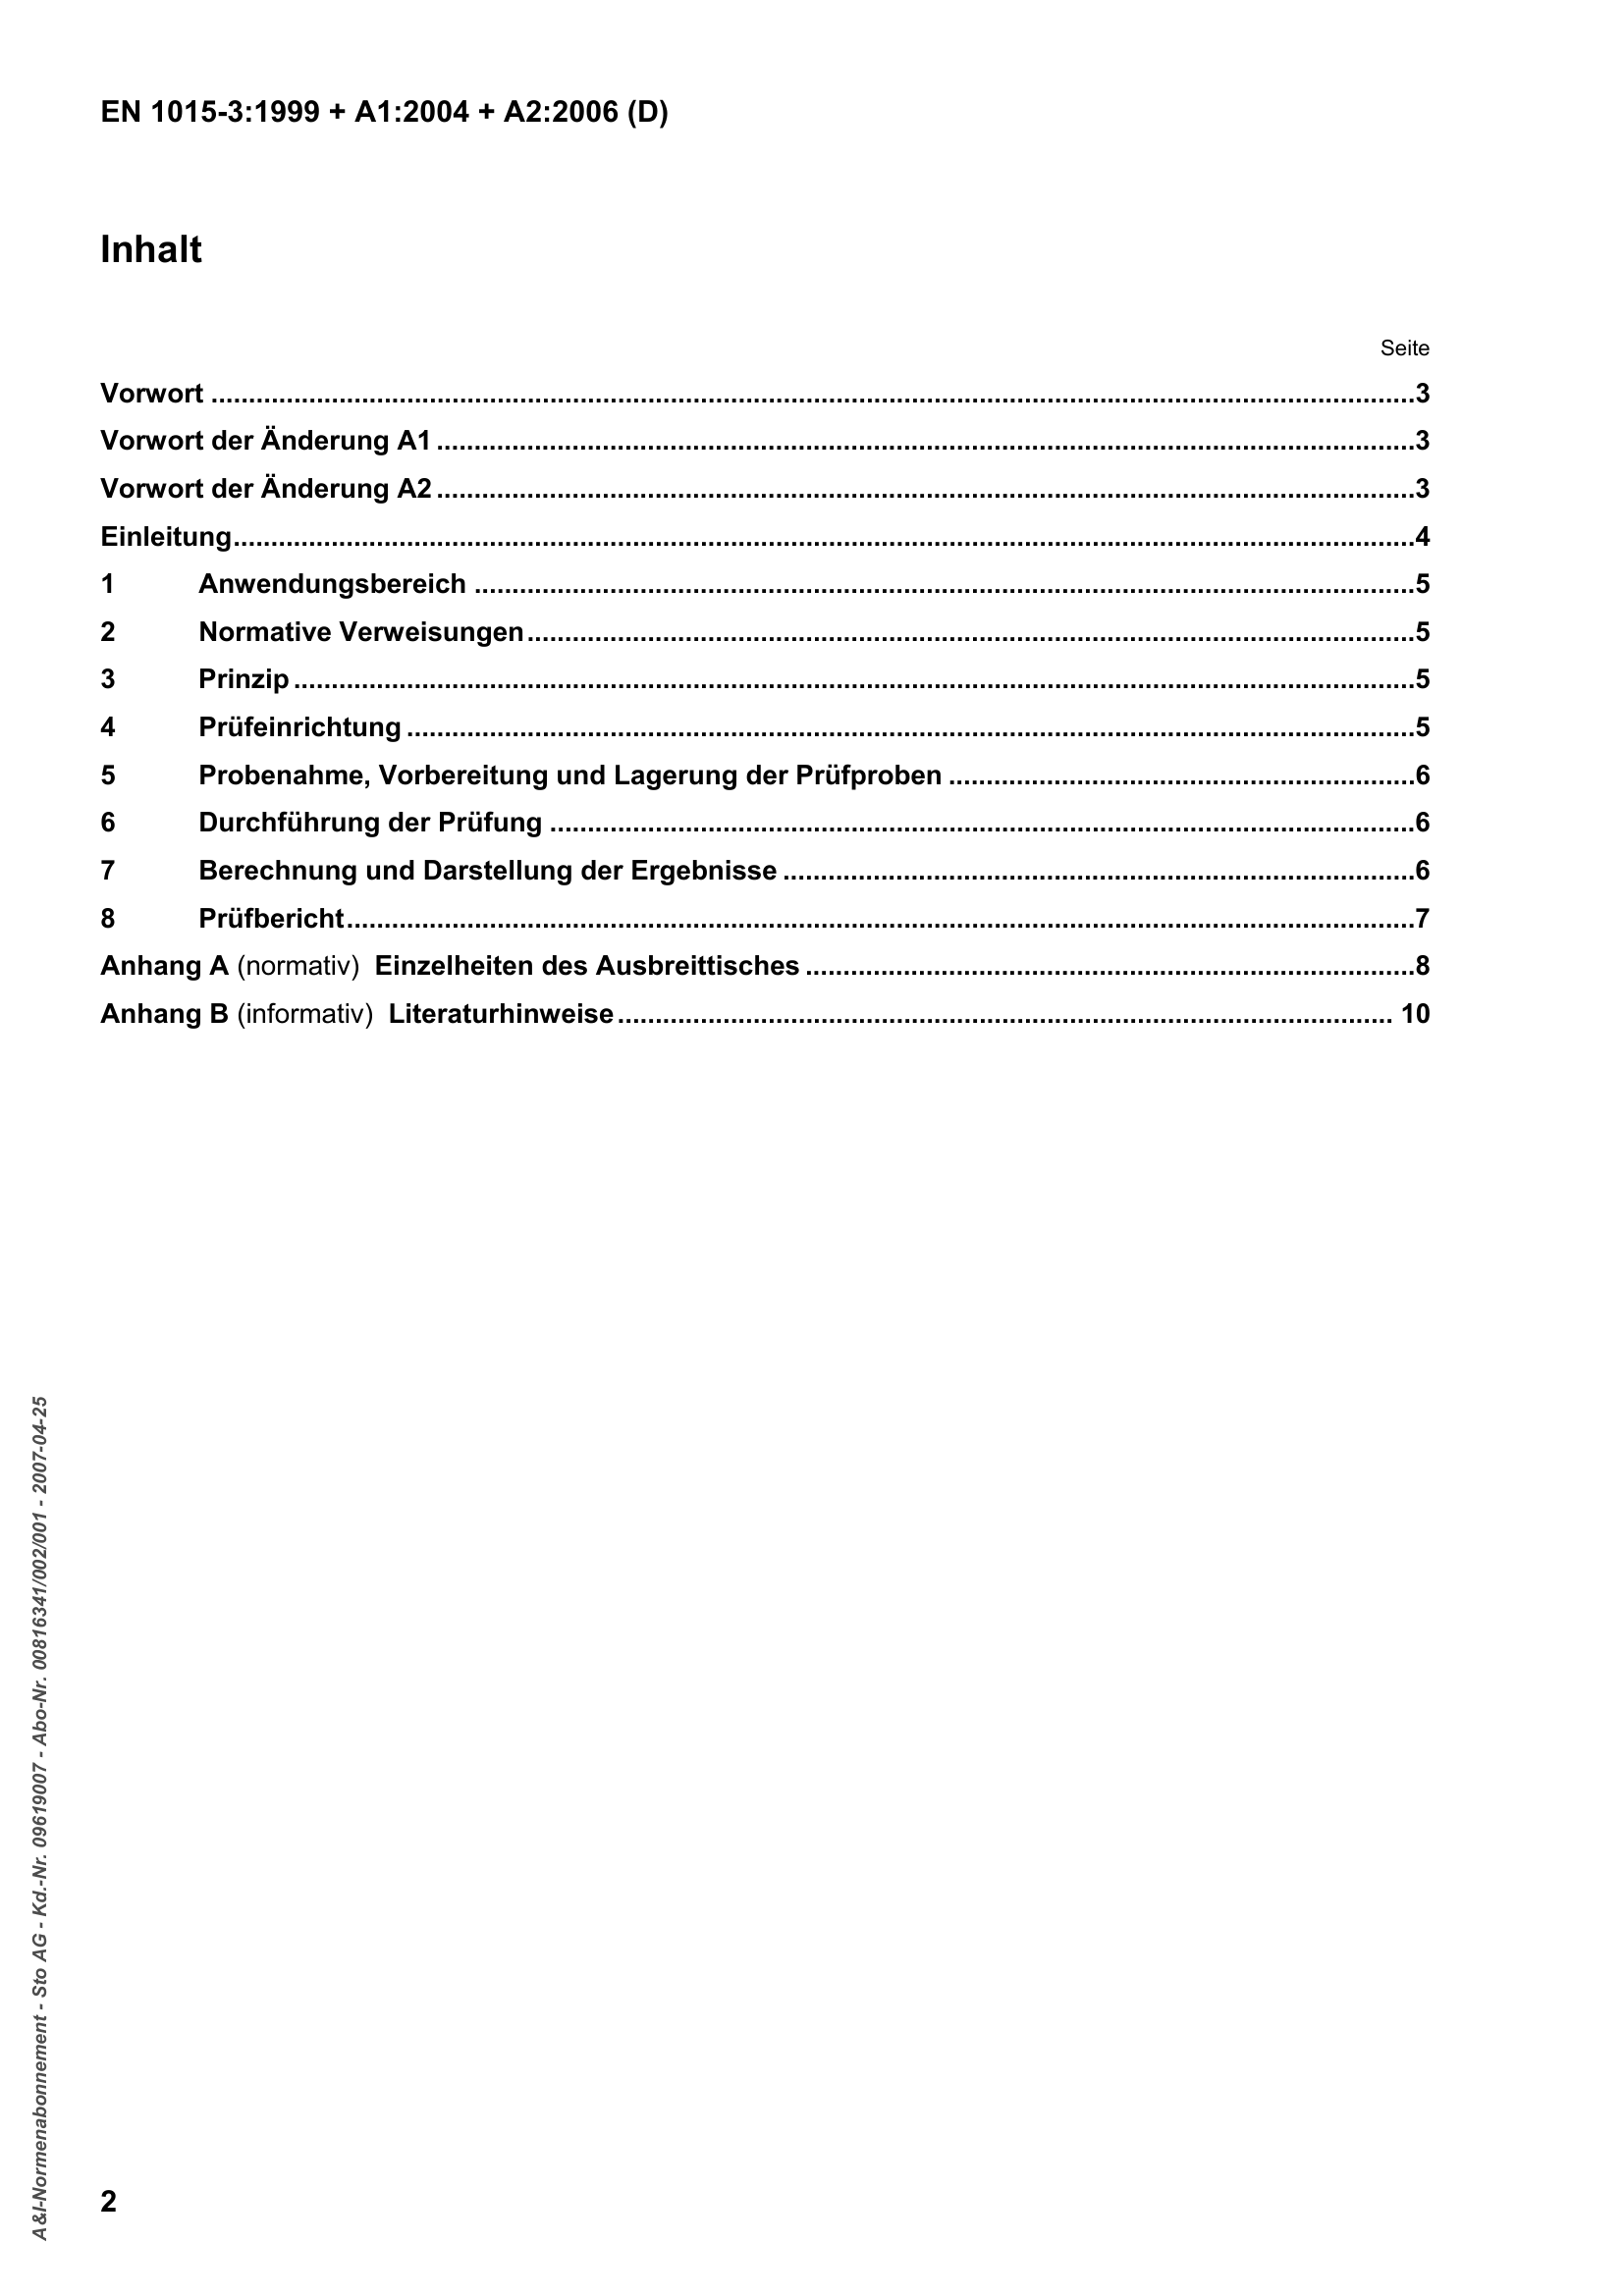 EN 1015-3:1999 + A1:2004 + A2:2006 (D)
Inhalt
Seite
Vorwort ................................................................ 3
Vorwort der Änderung A1 ................................................................ 3
Vorwort der Änderung A2 ................................................................ 3
Einleitung ................................................................ 4
1 Anwendungsbereich ................................................................ 5
2 Normative Verweisungen ................................................................ 5
3 Prinzip ................................................................ 5
4 Prüfeinrichtung ................................................................ 5
5 Probenahme, Vorbereitung und Lagerung der Prüfproben ................................................................ 6
6 Durchführung der Prüfung ................................................................ 6
7 Berechnung und Darstellung der Ergebnisse ................................................................ 6
8 Prüfbericht ................................................................ 7
Anhang A (normativ) Einzelheiten des Ausbreittisches ................................................................ 8
Anhang B (informativ) Literaturhinweise ................................................................ 10
A&I-Normenabonnement - Sto AG - Kd.-Nr. 09619007 - Abo-Nr. 00816341/002/001 - 2007-04-25
2